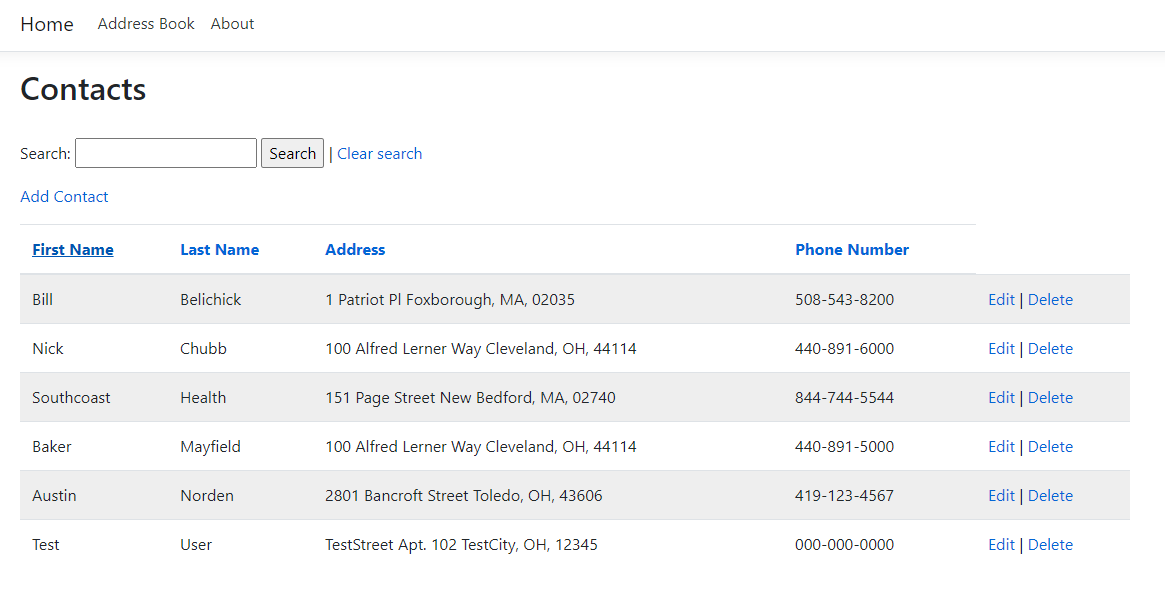 Home Address Book About
Contacts
Search: Search | Clear search
Add Contact
First Name Last Name Address Phone Number
Bill Belichick 1 Patriot Pl Foxborough, MA, 02035 508-543-8200 Edit | Delete
Nick Chubb 100 Alfred Lerner Way Cleveland, OH, 44114 440-891-6000 Edit | Delete
Southcoast Health 151 Page Street New Bedford, MA, 02740 844-744-5544 Edit | Delete
Baker Mayfield 100 Alfred Lerner Way Cleveland, OH, 44114 440-891-5000 Edit | Delete
Austin Norden 2801 Bancroft Street Toledo, OH, 43606 419-123-4567 Edit | Delete
Test User TestStreet Apt. 102 TestCity, OH, 12345 000-000-0000 Edit | Delete